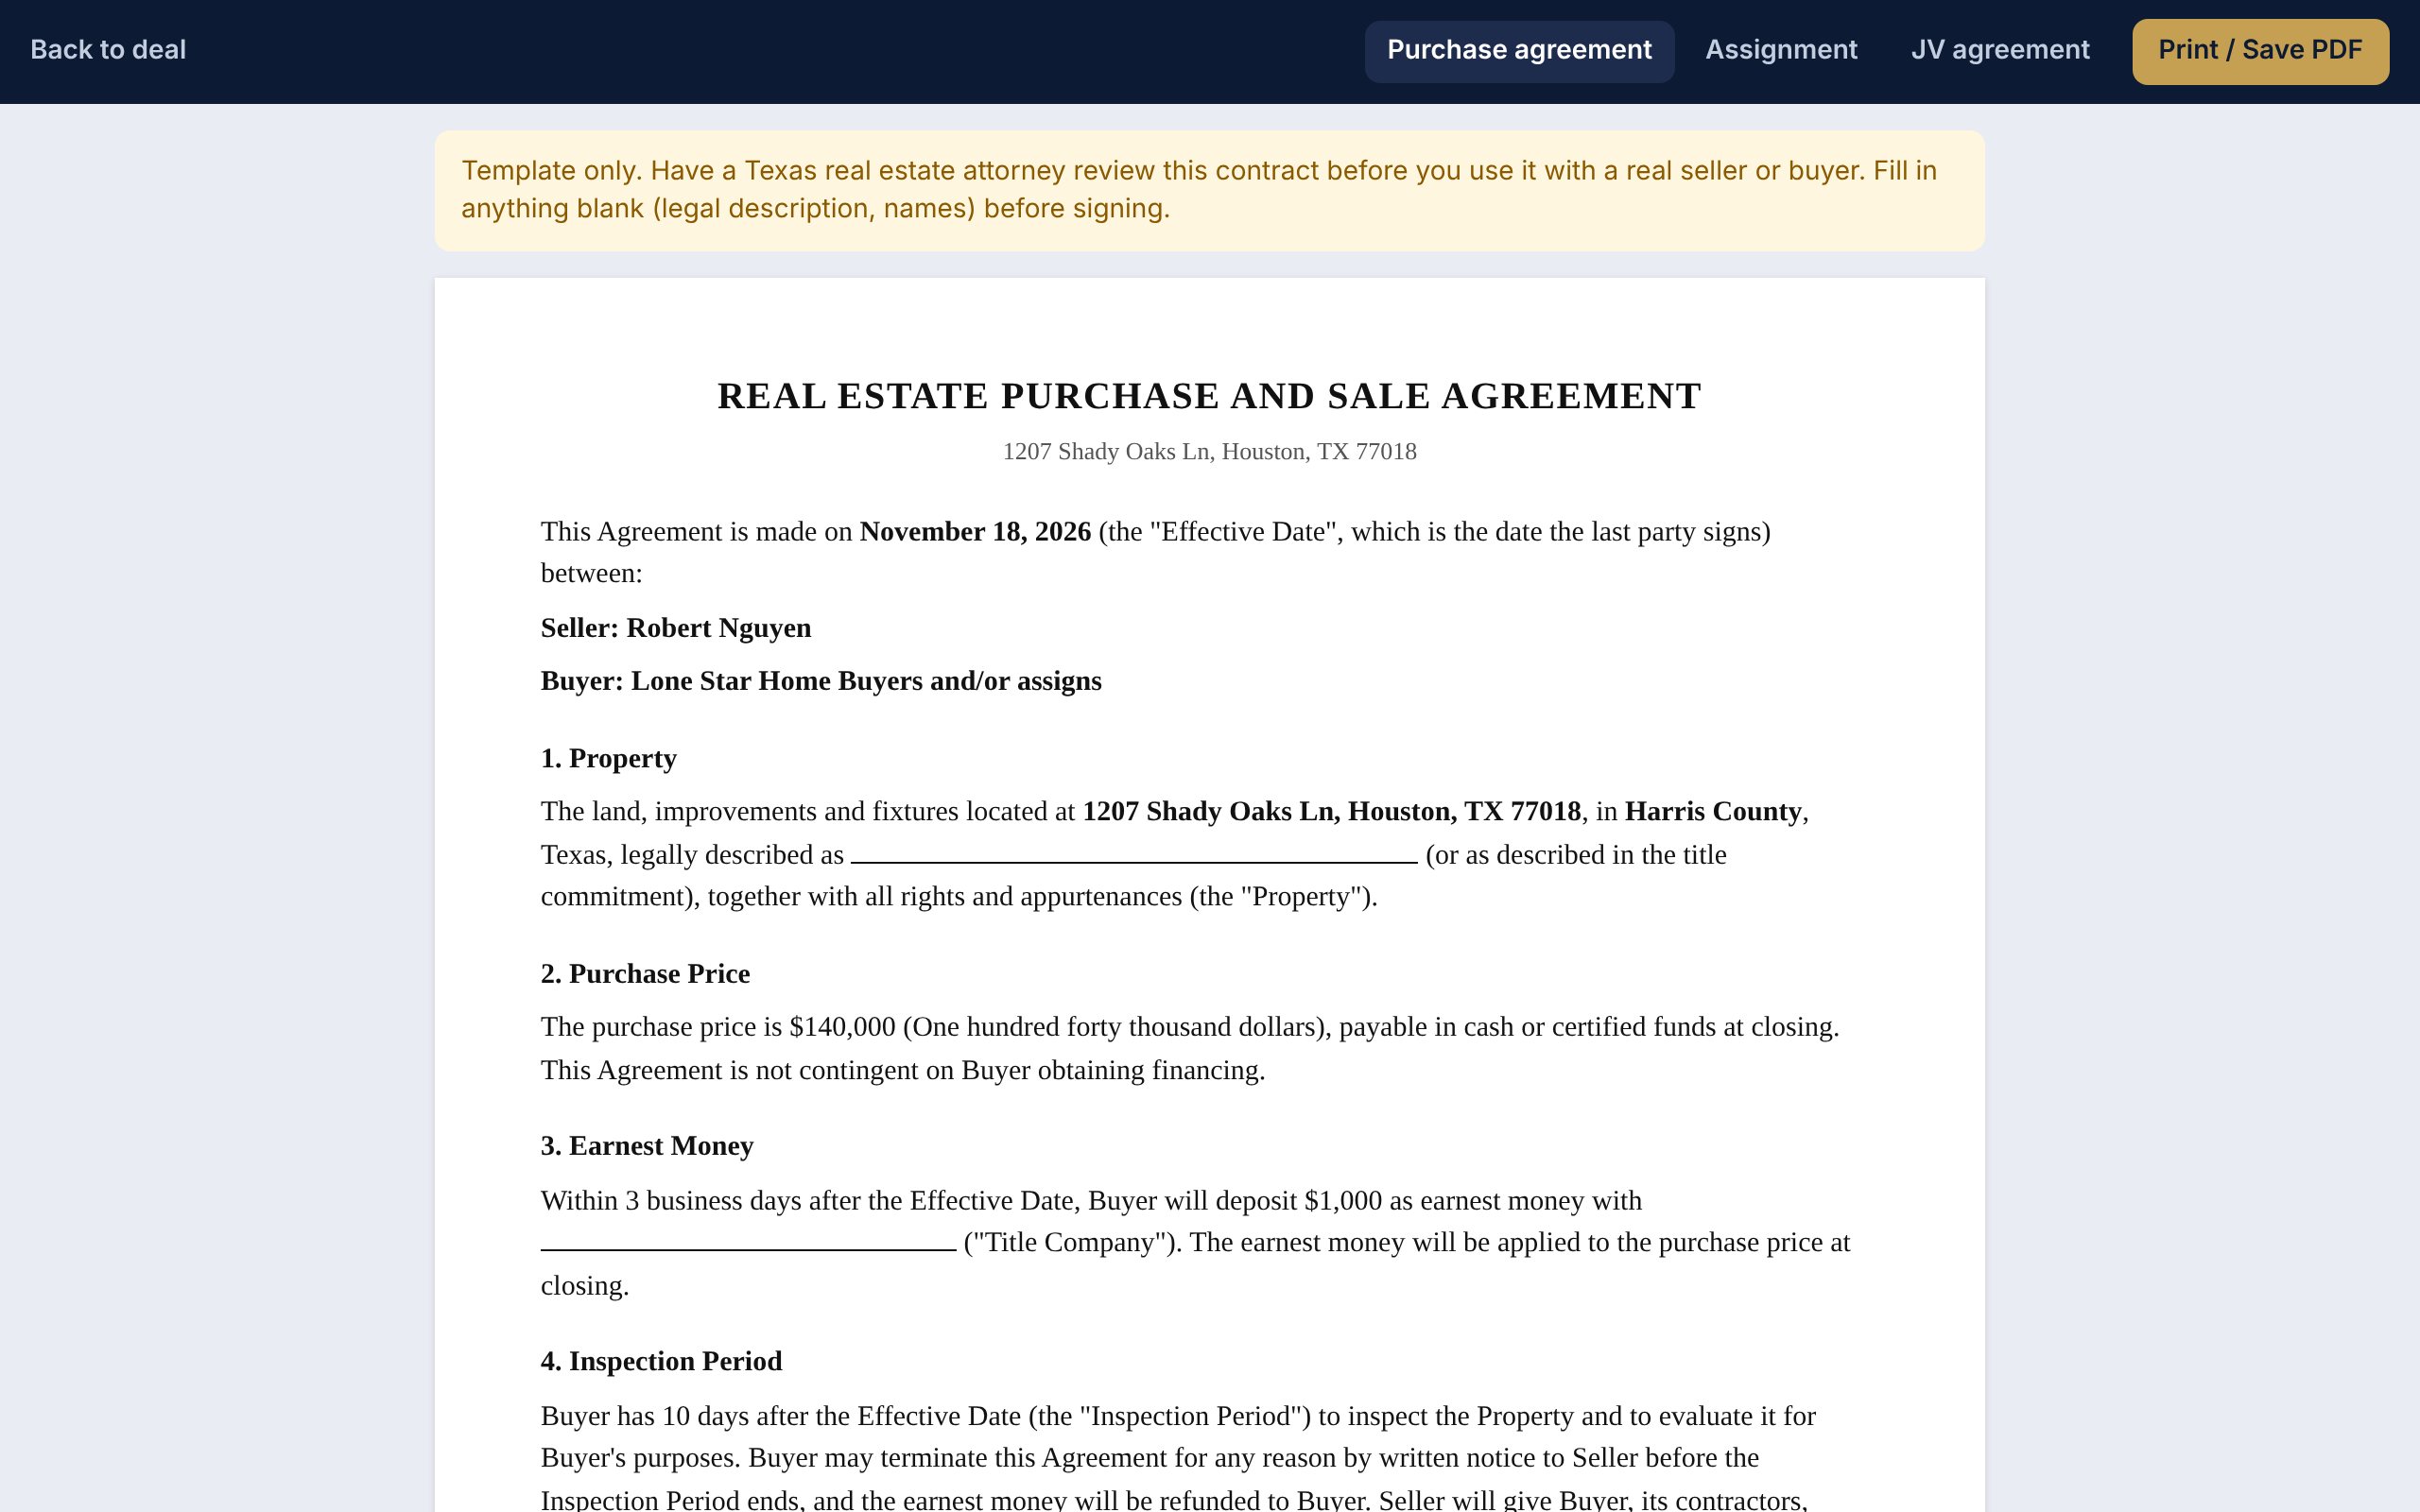 Back to deal
Purchase agreement
Assignment
JV agreement
Print / Save PDF
Template only. Have a Texas real estate attorney review this contract before you use it with a real seller or buyer. Fill in
anything blank (legal description, names) before signing.
REAL ESTATE PURCHASE AND SALE AGREEMENT
1207 Shady Oaks Ln, Houston, TX 77018
This Agreement is made on November 18, 2026 (the "Effective Date", which is the date the last party signs)
between:
Seller: Robert Nguyen
Buyer: Lone Star Home Buyers and/or assigns
1. Property
The land, improvements and fixtures located at 1207 Shady Oaks Ln, Houston, TX 77018, in Harris County,
Texas, legally described as ____________________ (or as described in the title
commitment), together with all rights and appurtenances (the "Property").
2. Purchase Price
The purchase price is $140,000 (One hundred forty thousand dollars), payable in cash or certified funds at closing.
This Agreement is not contingent on Buyer obtaining financing.
3. Earnest Money
Within 3 business days after the Effective Date, Buyer will deposit $1,000 as earnest money with
____________________ ("Title Company"). The earnest money will be applied to the purchase price at
closing.
4. Inspection Period
Buyer has 10 days after the Effective Date (the "Inspection Period") to inspect the Property and to evaluate it for
Buyer's purposes. Buyer may terminate this Agreement for any reason by written notice to Seller before the
Inspection Period ends, and the earnest money will be refunded to Buyer. Seller will give Buyer, its contractors,